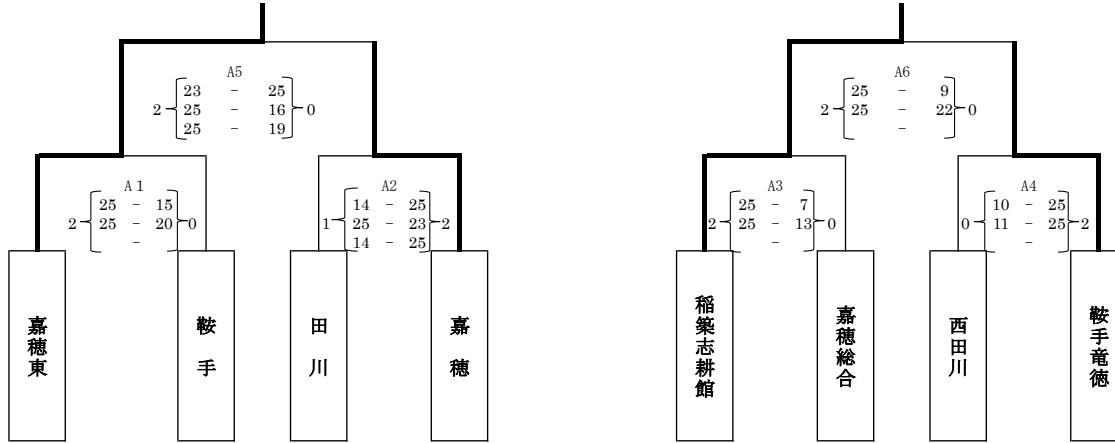 A5
23 － 25
2 25 － 16 0
25 － 19
A1
25 － 15
2 25 － 20 0
－
A2
14 － 25
1 25 － 23 2
14 － 25
嘉穂東
鞍手
田川
嘉穂
A6
25 － 9
2 25 － 22 0
－
A3
25 － 7
2 25 － 13 0
－
A4
10 － 25
0 11 － 25 2
－
稲築志耕館
嘉穂総合
西田川
鞍手竜徳